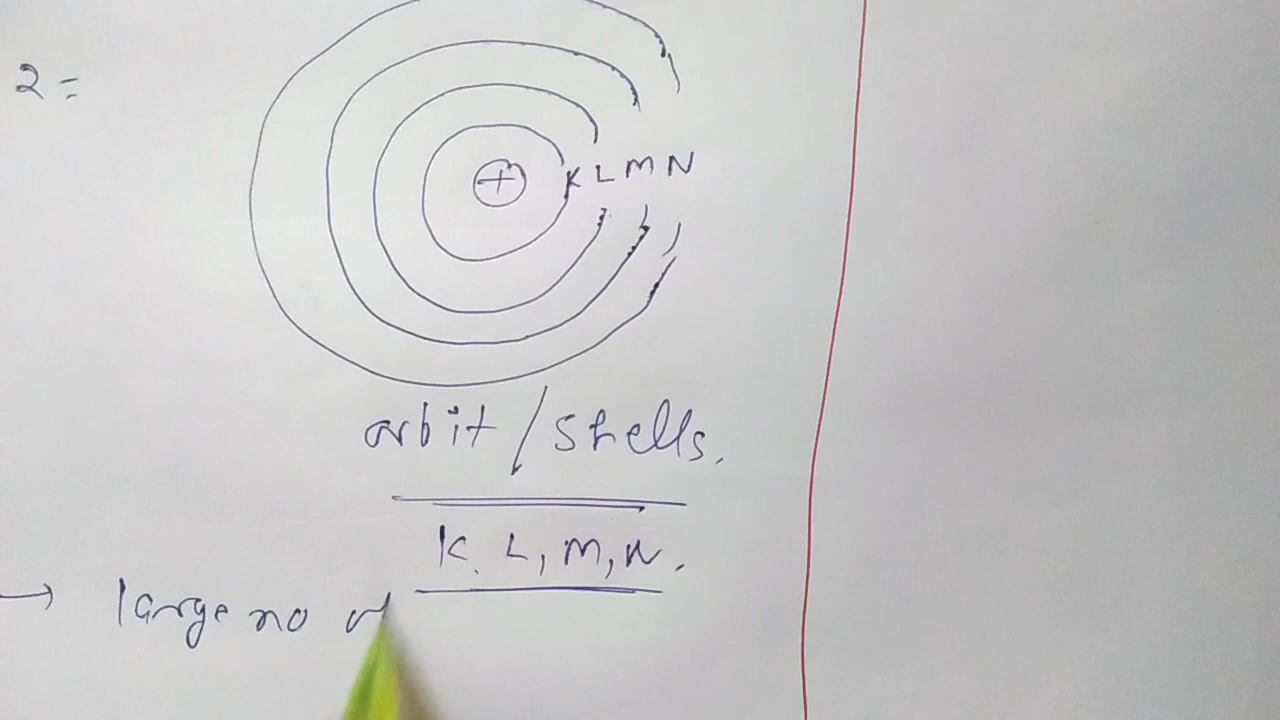 2 =
+
K L M N
orbit / shells.
K. L, M, N.
→ large no of